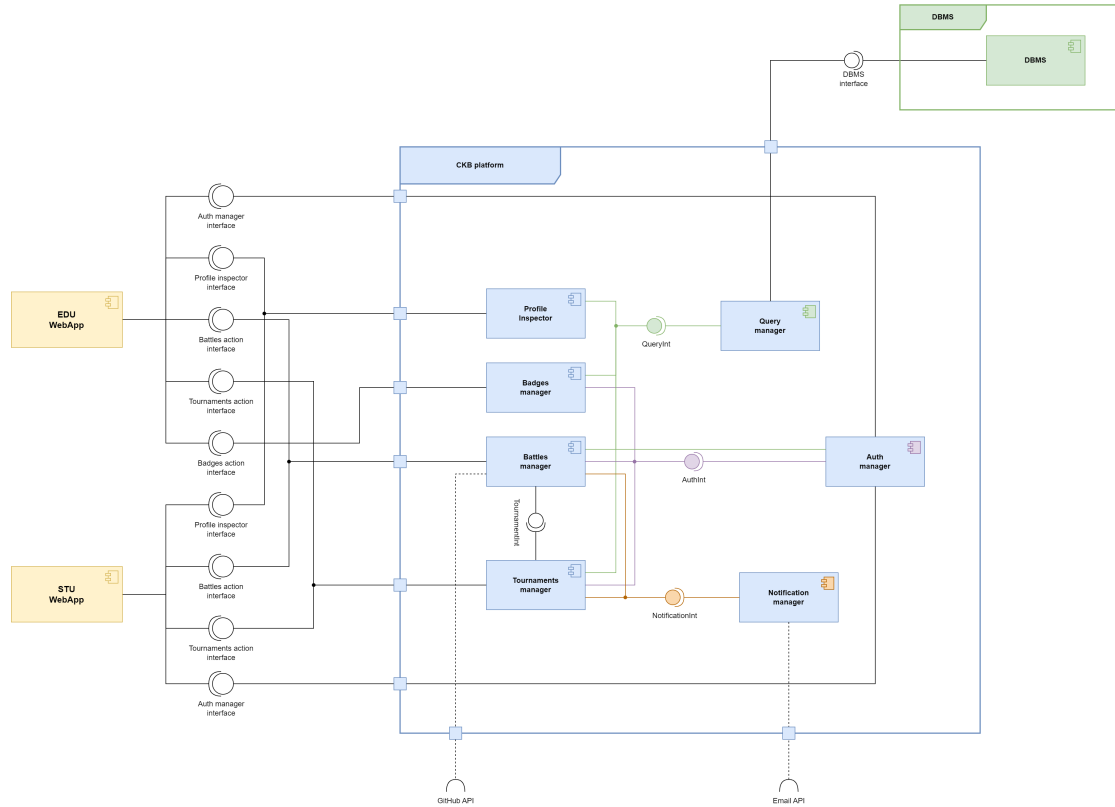 DBMS
DBMS
DBMS
interface
CKB platform
Auth manager
interface
Profile inspector
interface
EDU
WebApp
Battles action
interface
Tournaments action
interface
Badges action
interface
Profile inspector
interface
STU
WebApp
Battles action
interface
Tournaments action
interface
Auth manager
interface
Profile
Inspector
Query
manager
QueryInt
Badges
manager
Battles
manager
Auth
manager
AuthInt
TournamentInt
Tournaments
manager
Notification
manager
NotificationInt
GitHub API
Email API